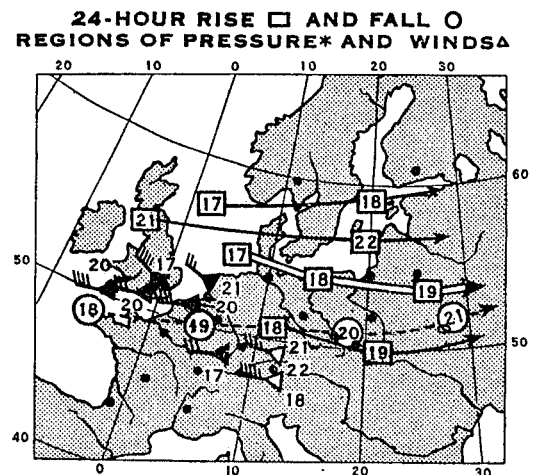 24-HOUR RISE □ AND FALL ○
REGIONS OF PRESSURE* AND WINDS△
20 10 0 10 20 30
60
17 18
21
22
17
20 17
50
18 19
21
18 20 20
19 18 20 21
21 19 50
17 22
18
40
0 10 20 30